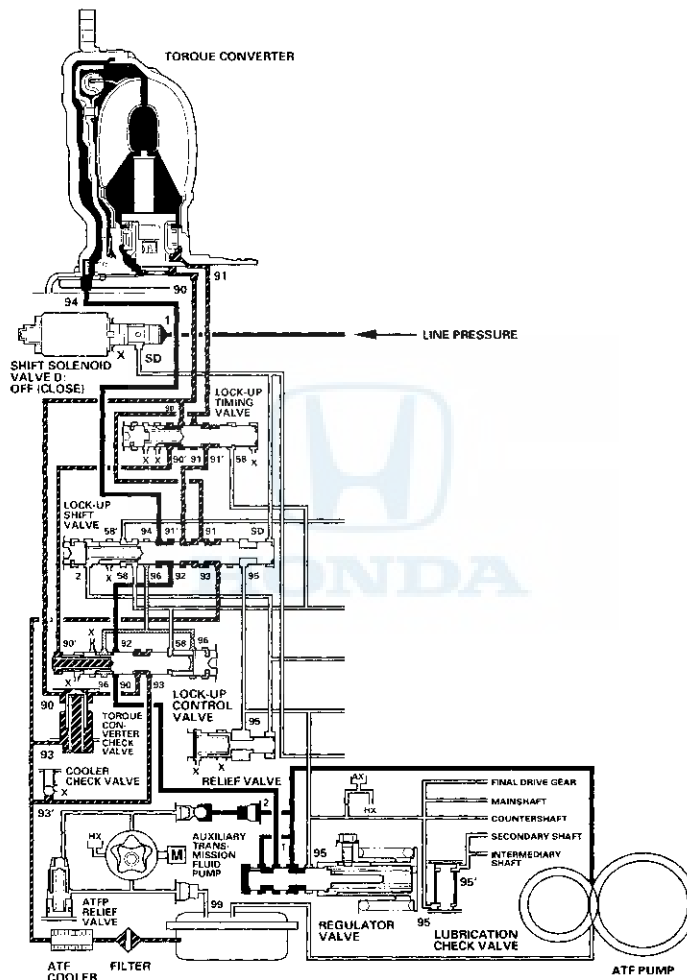 TORQUE CONVERTER
91
90
94
1
LINE PRESSURE
X
SD
SHIFT SOLENOID
VALVE D:
OFF (CLOSE)
LOCK-UP
TIMING
VALVE
90
X X
90' 91 91'
58
X
LOCK-UP
SHIFT
VALVE
58'
94 91'
91
SD
2
X
58
96
92
93
95
HONDA
X
90'
92
58
96
X
96
90
93
LOCK-UP
CONTROL
VALVE
90
TORQUE
CON-
VERTER
CHECK
VALVE
95
93
X
X
COOLER
CHECK VALVE
X
RELIEF VALVE
93'
AX
HX
FINAL DRIVE GEAR
MAINSHAFT
COUNTERSHAFT
SECONDARY SHAFT
INTERMEDIARY
SHAFT
2
HX
M
AUXILIARY
TRANS-
MISSION
FLUID
PUMP
1
95
95'
ATFP
RELIEF
VALVE
99
95
REGULATOR
VALVE
LUBRICATION
CHECK VALVE
ATF
COOLER
FILTER
ATF PUMP